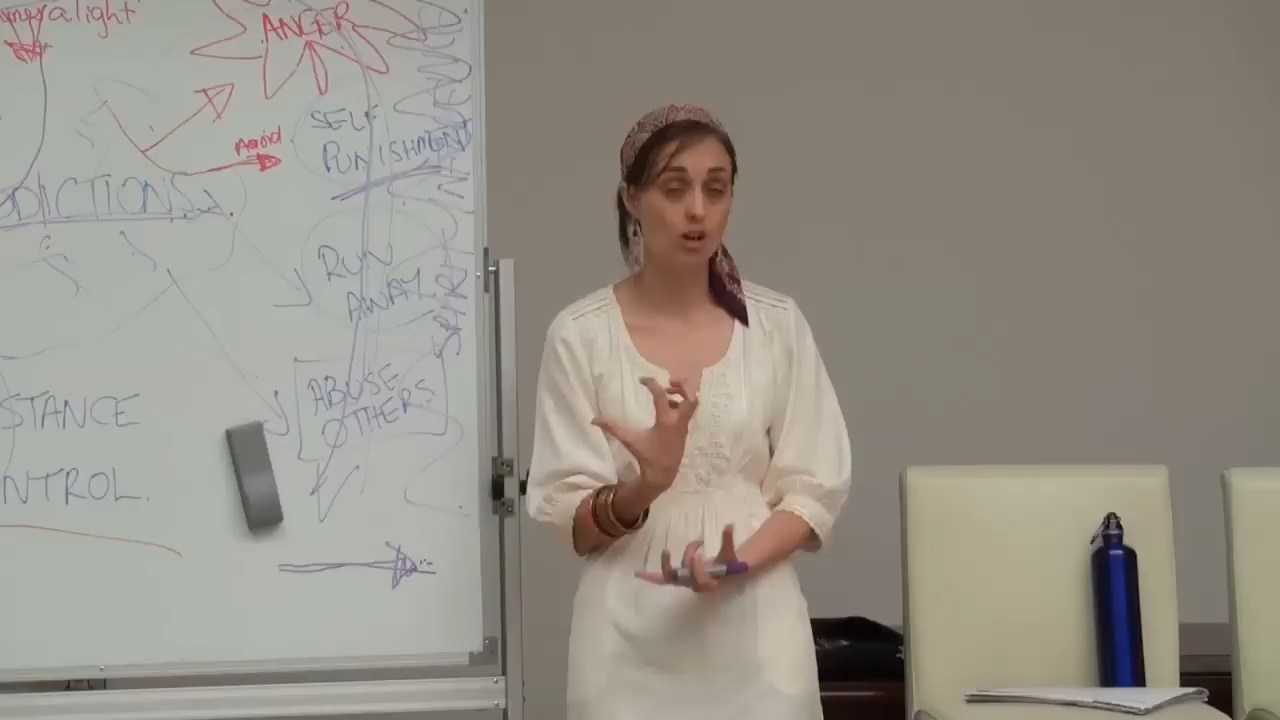 ANGER
Avoid
SELF
PUNISHMENT
DICTIONS
RUN
AWAY
ABUSE
OTHERS
STANCE
NTROL.